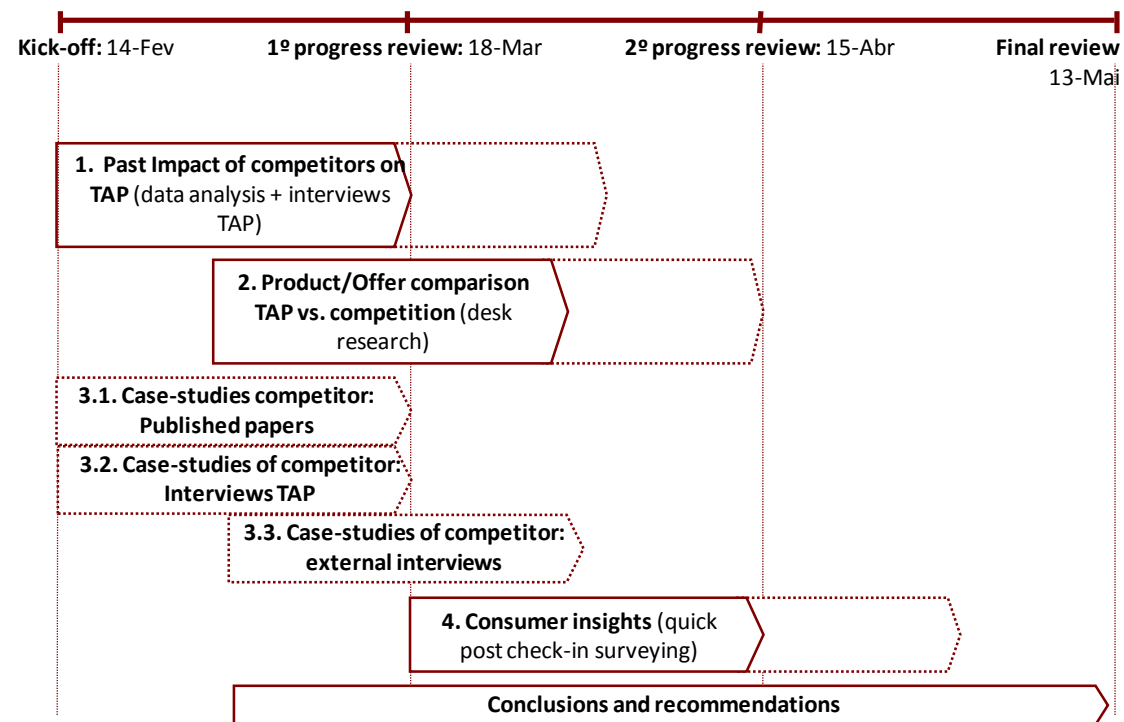 Kick-off: 14-Fev
1º progress review: 18-Mar
2º progress review: 15-Abr
Final review
13-Mai
1. Past Impact of competitors on
TAP (data analysis + interviews
TAP)
2. Product/Offer comparison
TAP vs. competition (desk
research)
3.1. Case-studies competitor:
Published papers
3.2. Case-studies of competitor:
Interviews TAP
3.3. Case-studies of competitor:
external interviews
4. Consumer insights (quick
post check-in surveying)
Conclusions and recommendations